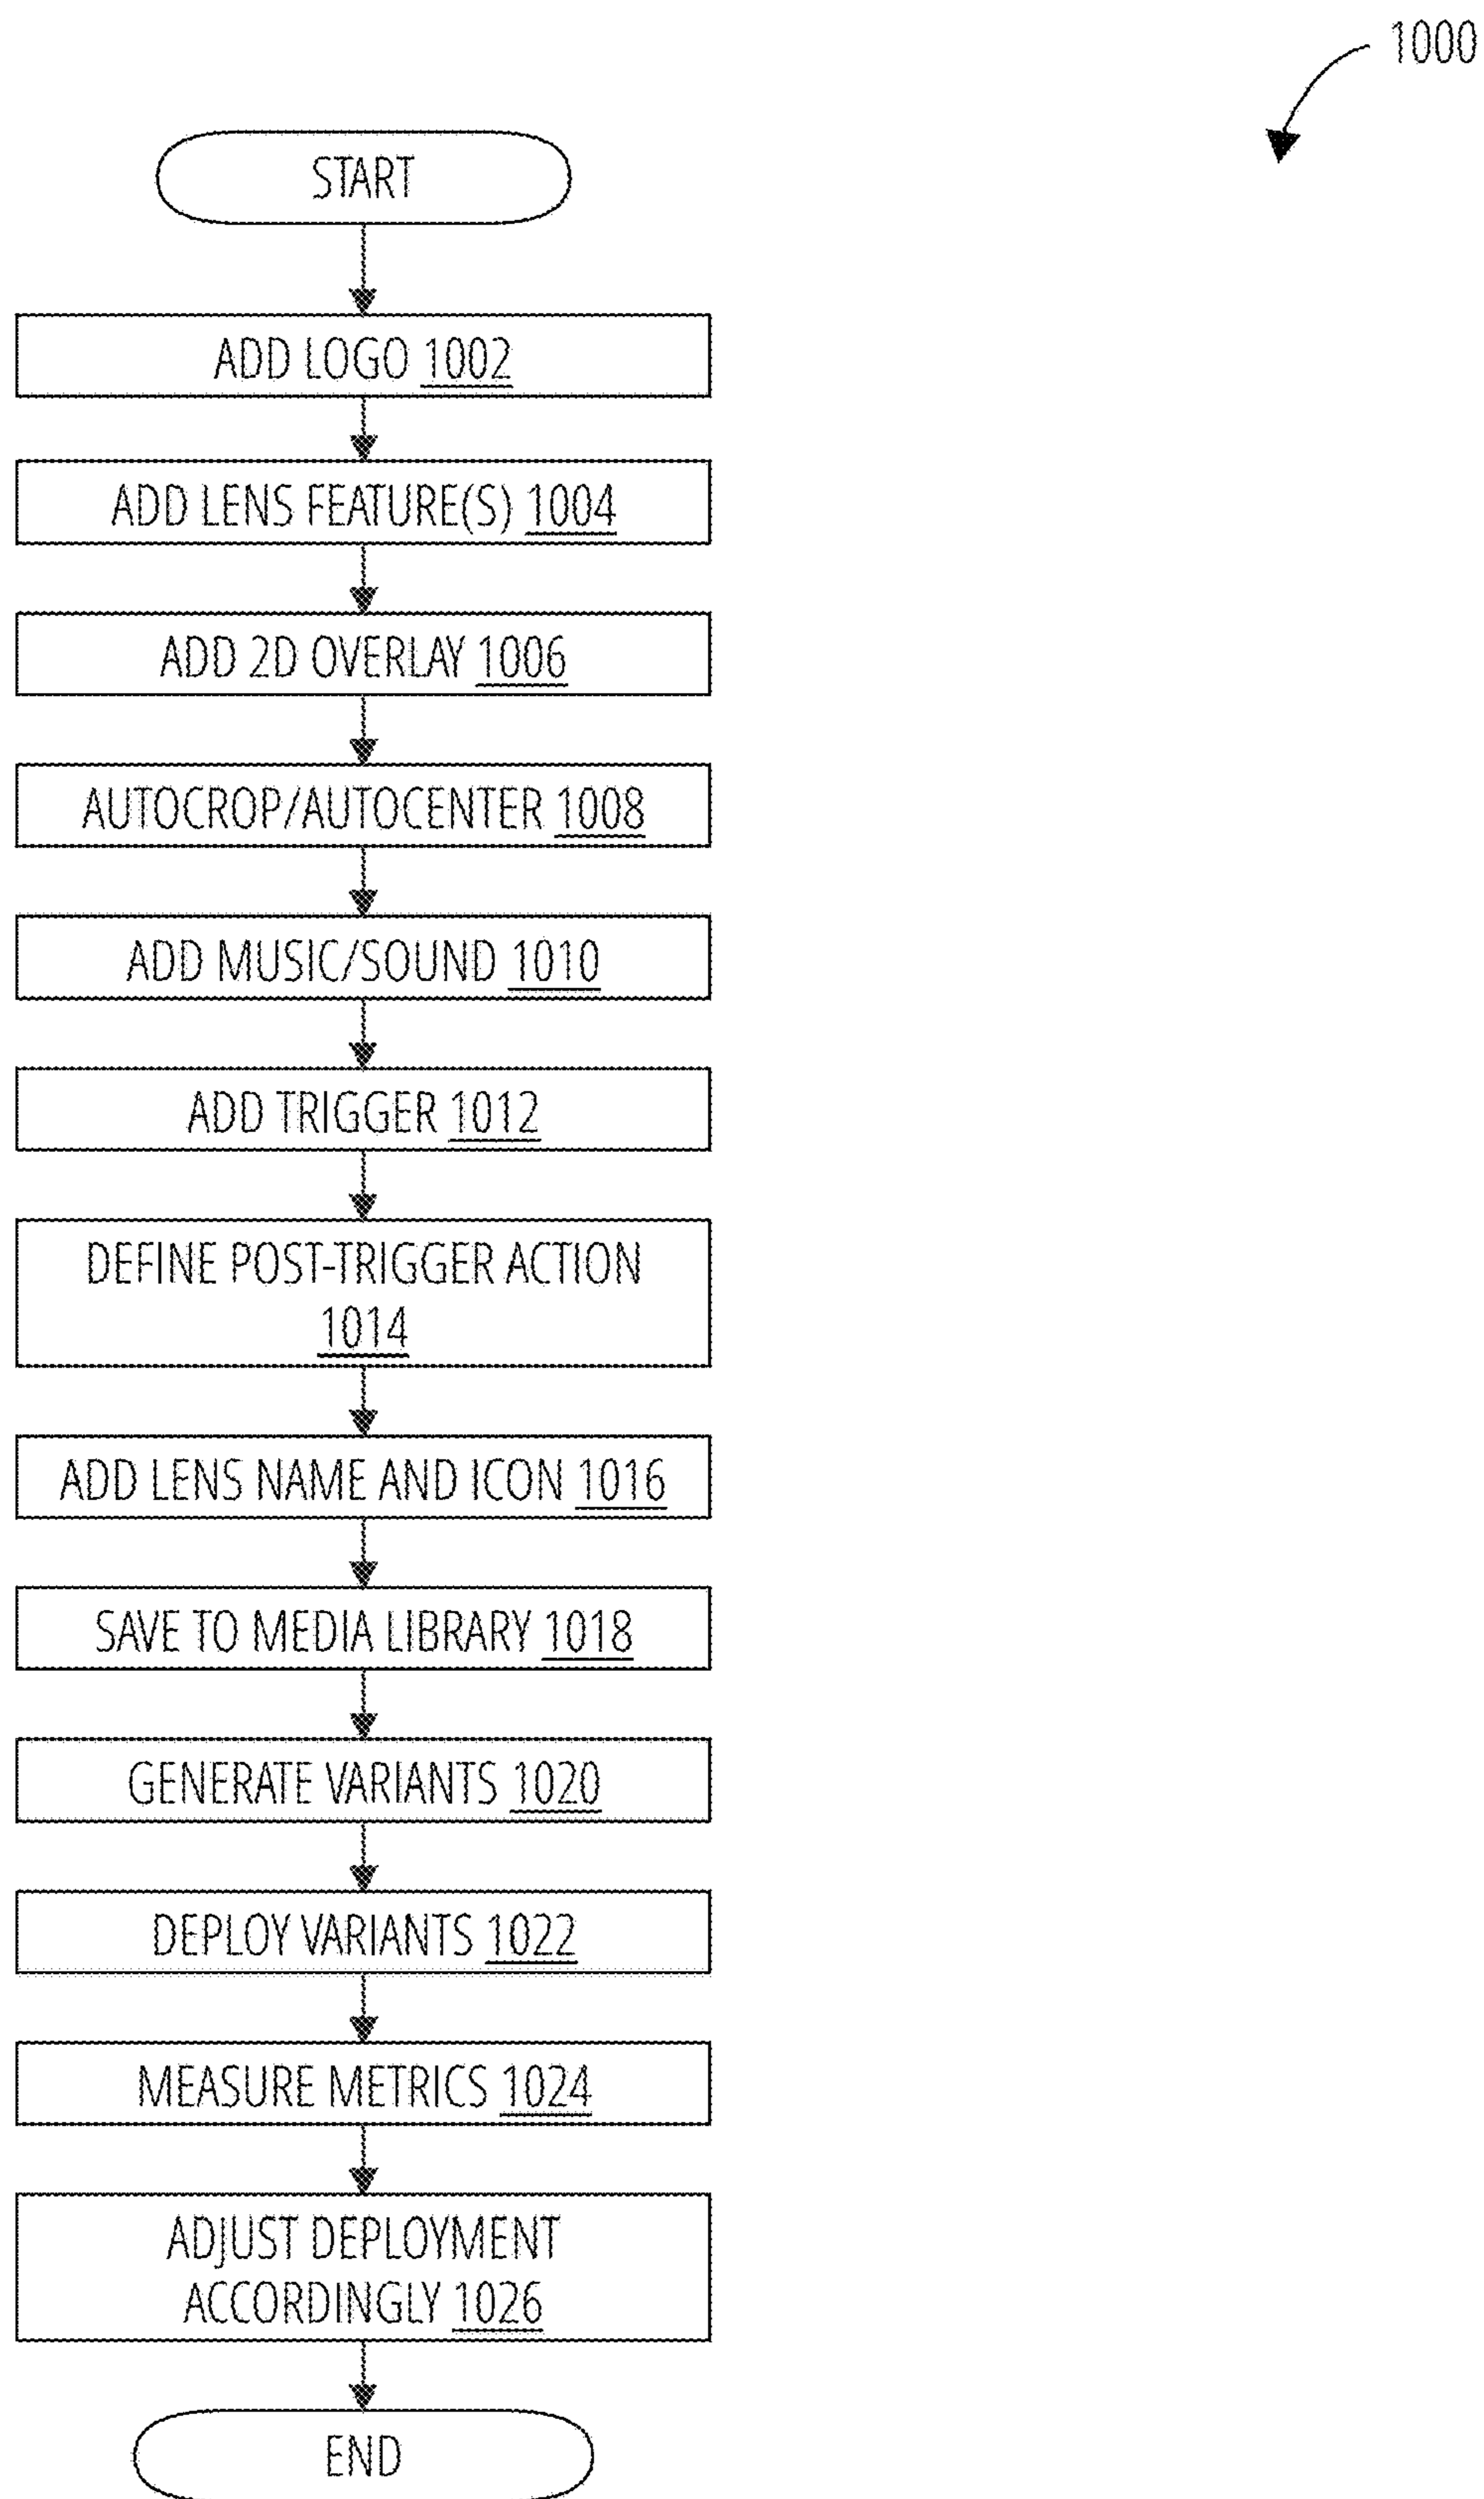 1000
START
ADD LOGO 1002
ADD LENS FEATURE(S) 1004
ADD 2D OVERLAY 1006
AUTOCROP/AUTOCENTER 1008
ADD MUSIC/SOUND 1010
ADD TRIGGER 1012
DEFINE POST-TRIGGER ACTION
1014
ADD LENS NAME AND ICON 1016
SAVE TO MEDIA LIBRARY 1018
GENERATE VARIANTS 1020
DEPLOY VARIANTS 1022
MEASURE METRICS 1024
ADJUST DEPLOYMENT
ACCORDINGLY 1026
END